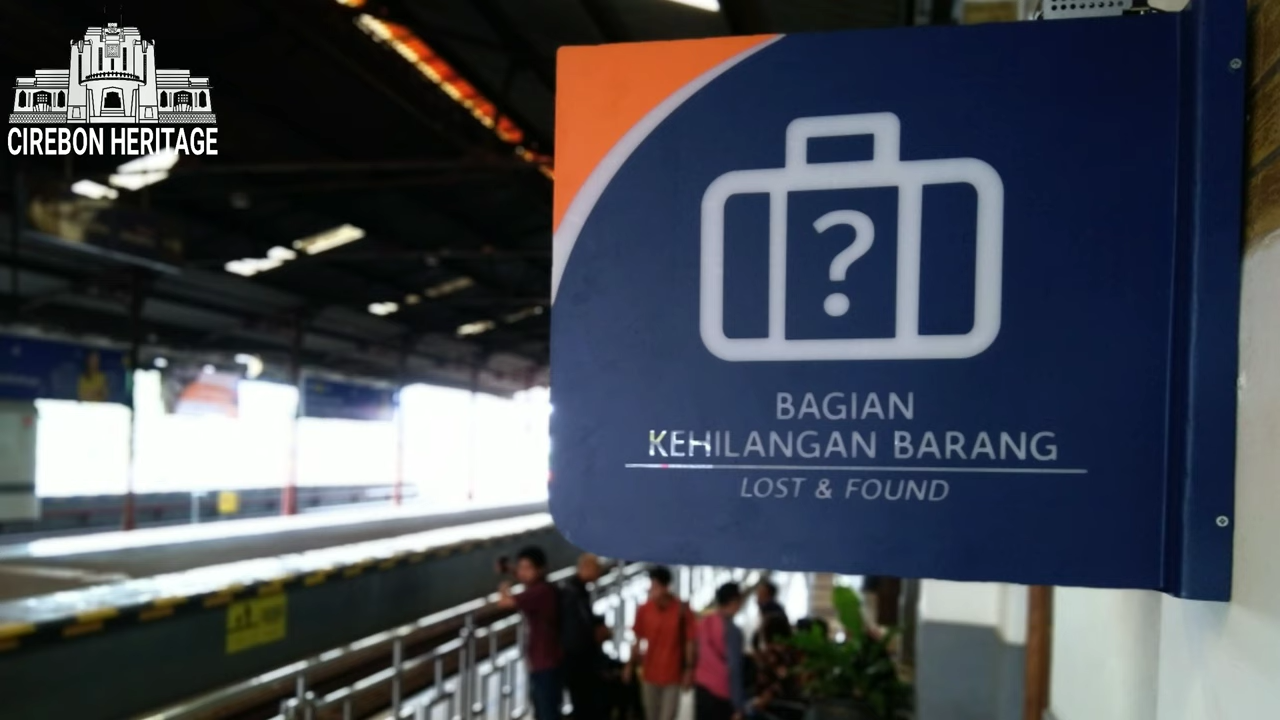 CIREBON HERITAGE
?
BAGIAN
KEHILANGAN BARANG
LOST & FOUND